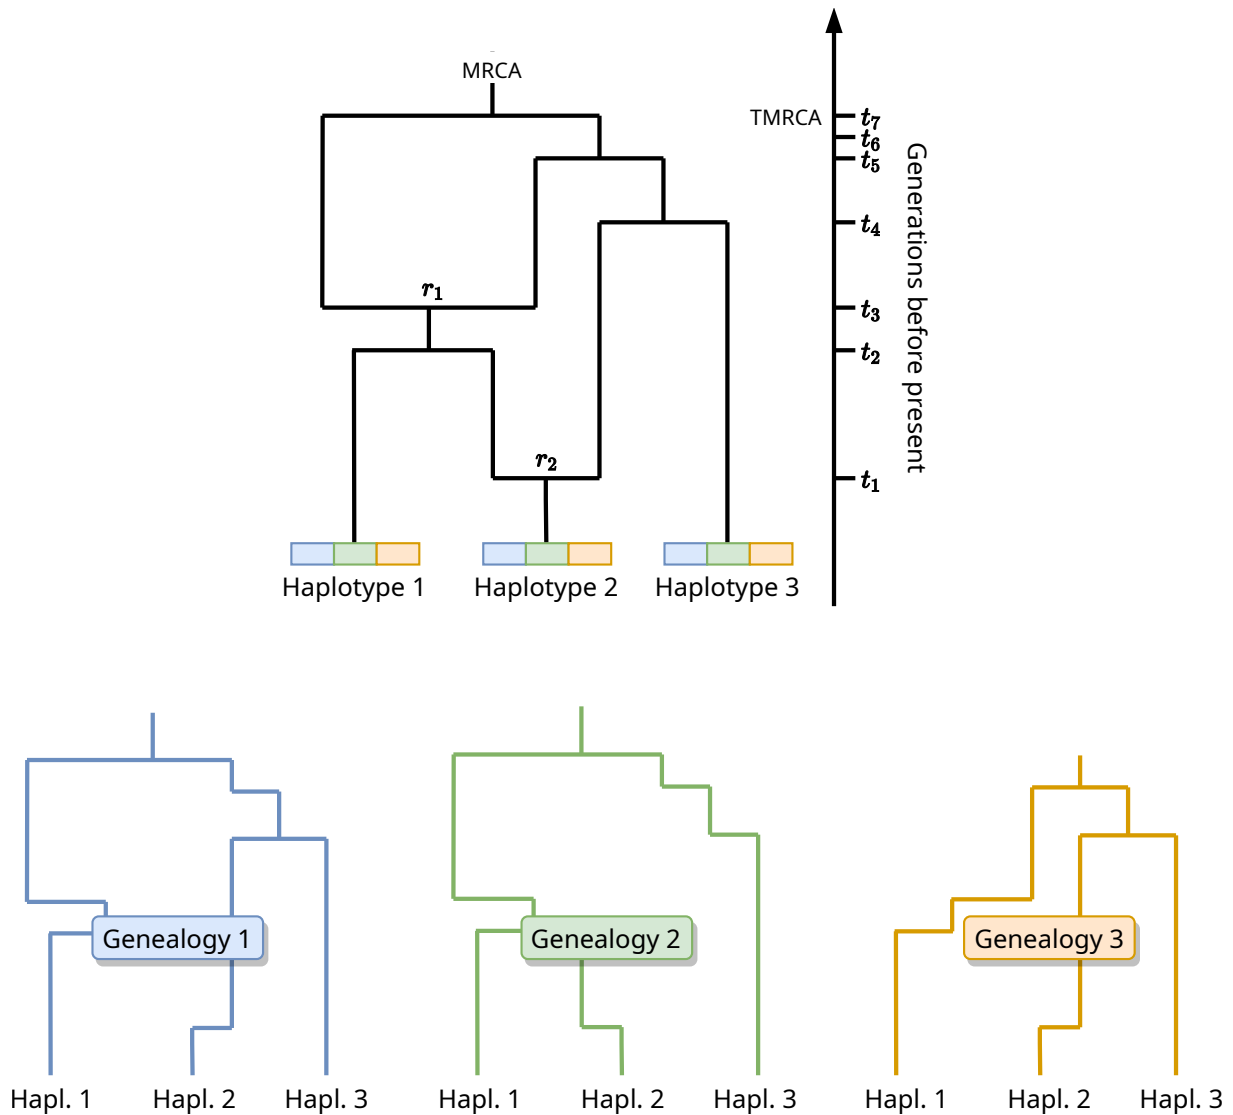 MRCA
TMRCA
t7
t6
t5
t4
t3
t2
t1
Generations before present
r1
r2
Haplotype 1
Haplotype 2
Haplotype 3
Genealogy 1
Genealogy 2
Genealogy 3
Hapl. 1
Hapl. 2
Hapl. 3
Hapl. 1
Hapl. 2
Hapl. 3
Hapl. 1
Hapl. 2
Hapl. 3